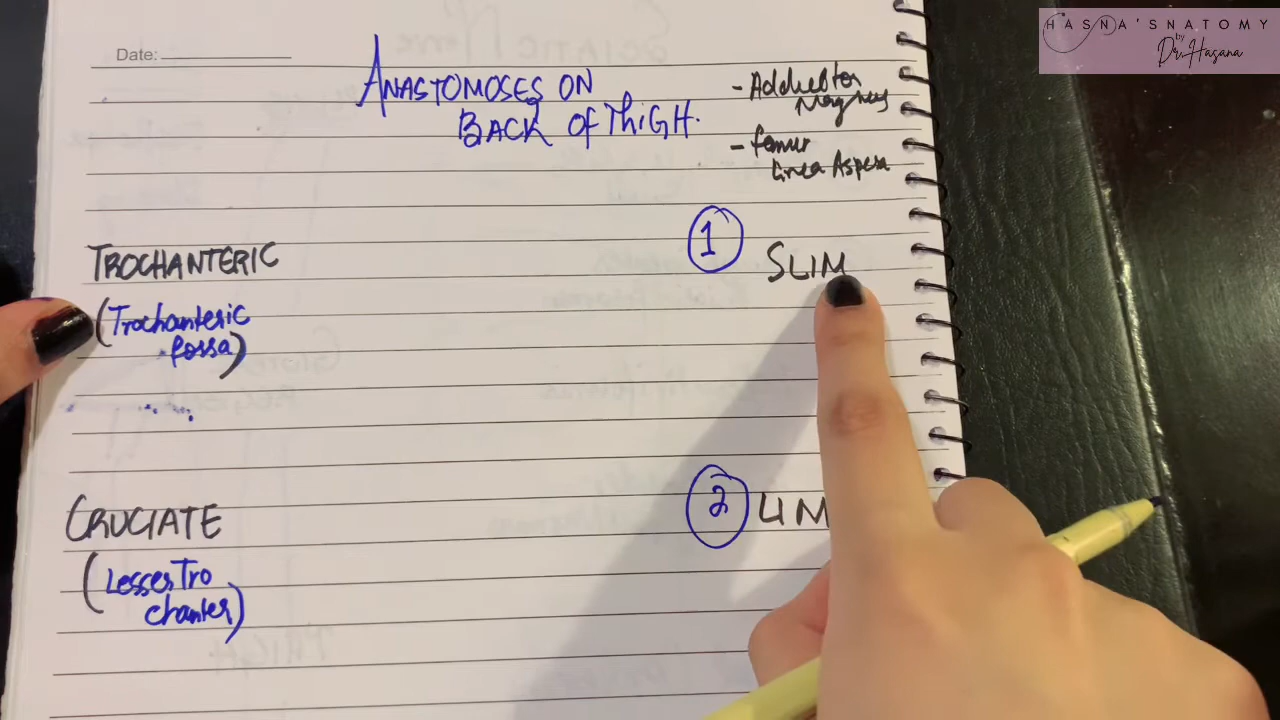 HASNA'SNATOMY
by
Dr. Hasana
Date:
ANASTOMOSES ON
BACK Of THIGH.
- Adductor
Magnus
- femur
linea Aspera
1 SLIM
TROCHANTERIC
(Trochanteric
fossa)
2 LIM
CRUCIATE
(Lesser Tro
chanter)